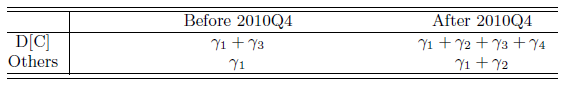 Before 2010Q4 After 2010Q4
D[C] γ₁ + γ₃ γ₁ + γ₂ + γ₃ + γ₄
Others γ₁ γ₁ + γ₂